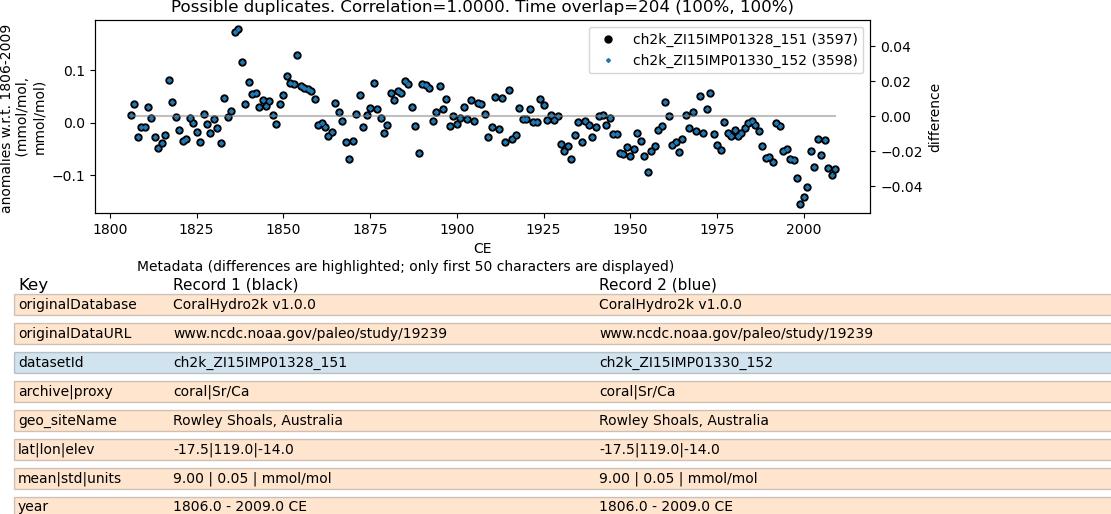 Possible duplicates. Correlation=1.0000. Time overlap=204 (100%, 100%)
anomalies w.r.t. 1806-2009
(mmol/mol,
mmol/mol)
0.1
0.0
−0.1
ch2k_ZI15IMP01328_151 (3597)
ch2k_ZI15IMP01330_152 (3598)
0.04
0.02
0.00
−0.02
−0.04
difference
1800 1825 1850 1875 1900 1925 1950 1975 2000
CE
Metadata (differences are highlighted; only first 50 characters are displayed)
Key Record 1 (black) Record 2 (blue)
originalDatabase CoralHydro2k v1.0.0 CoralHydro2k v1.0.0
originalDataURL www.ncdc.noaa.gov/paleo/study/19239 www.ncdc.noaa.gov/paleo/study/19239
datasetId ch2k_ZI15IMP01328_151 ch2k_ZI15IMP01330_152
archive|proxy coral|Sr/Ca coral|Sr/Ca
geo_siteName Rowley Shoals, Australia Rowley Shoals, Australia
lat|lon|elev -17.5|119.0|-14.0 -17.5|119.0|-14.0
mean|std|units 9.00 | 0.05 | mmol/mol 9.00 | 0.05 | mmol/mol
year 1806.0 - 2009.0 CE 1806.0 - 2009.0 CE